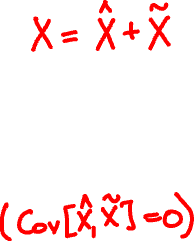 X = X̂ + X̃
(Cov[X̂, X̃] = 0)